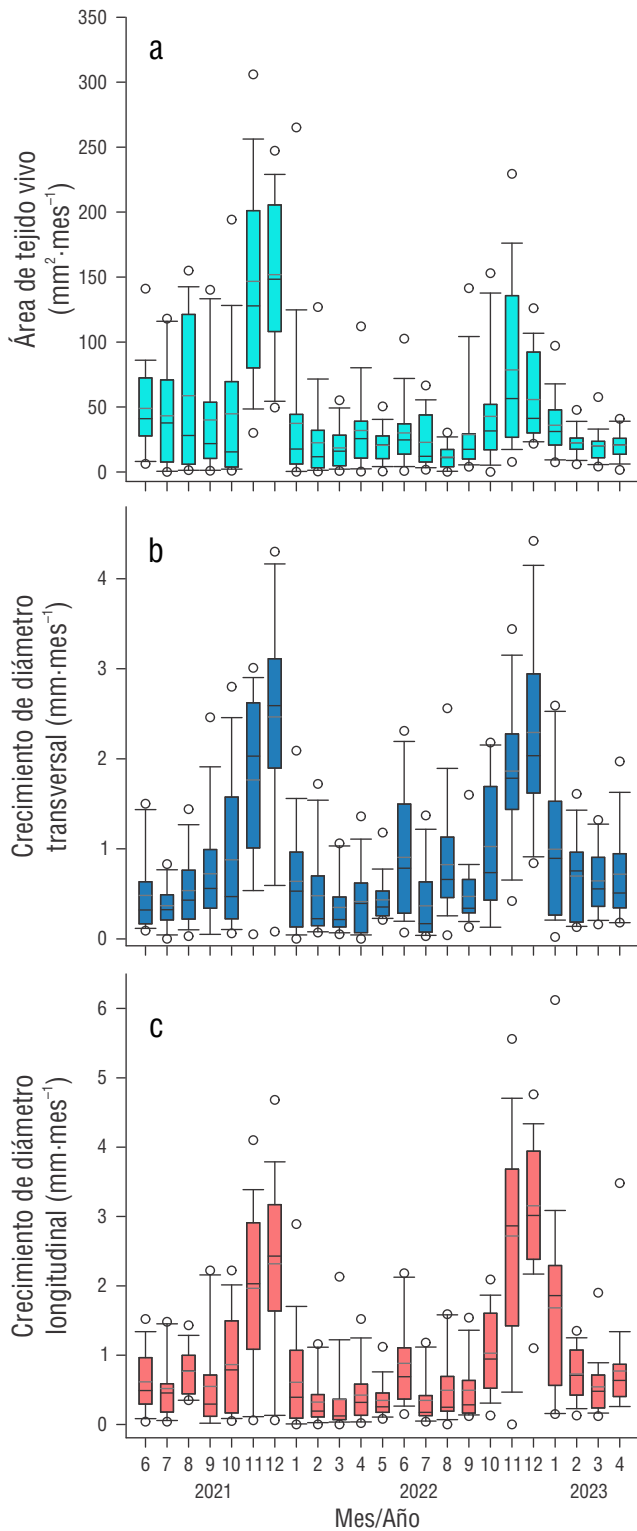 a
350
300
250
200
150
100
50
0
Área de tejido vivo
(mm²·mes⁻¹)
b
4
3
2
1
0
Crecimiento de diámetro
transversal (mm·mes⁻¹)
c
6
5
4
3
2
1
0
Crecimiento de diámetro
longitudinal (mm·mes⁻¹)
6 7 8 9 10 11 12 1 2 3 4 5 6 7 8 9 10 11 12 1 2 3 4
2021 2022 2023
Mes/Año